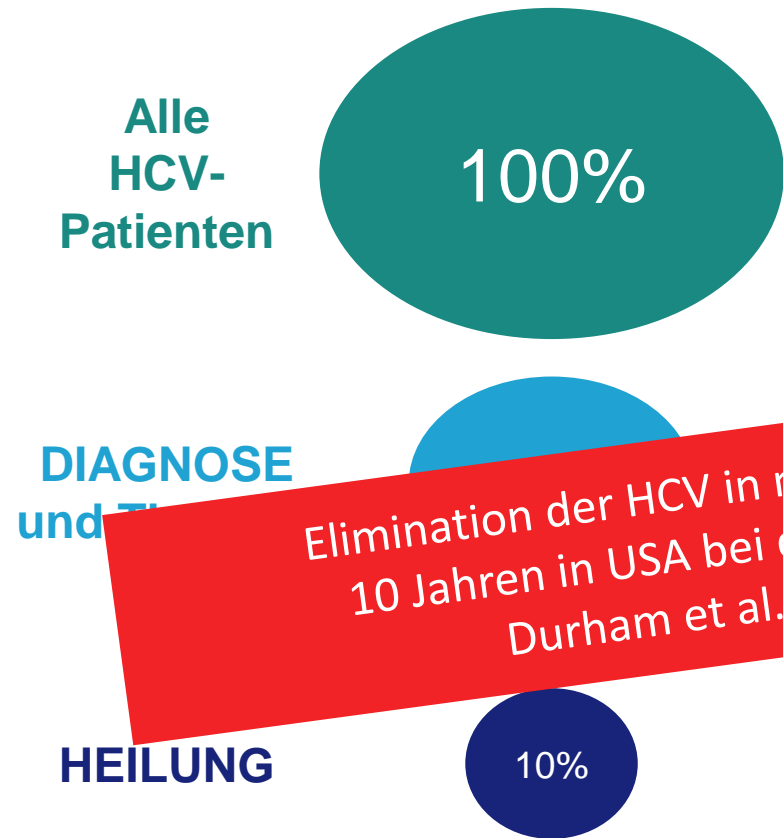 Alle
HCV-
Patienten
100%
DIAGNOSE
und
Elimination der HCV in
10 Jahren in USA bei
Durham et al.
HEILUNG
10%